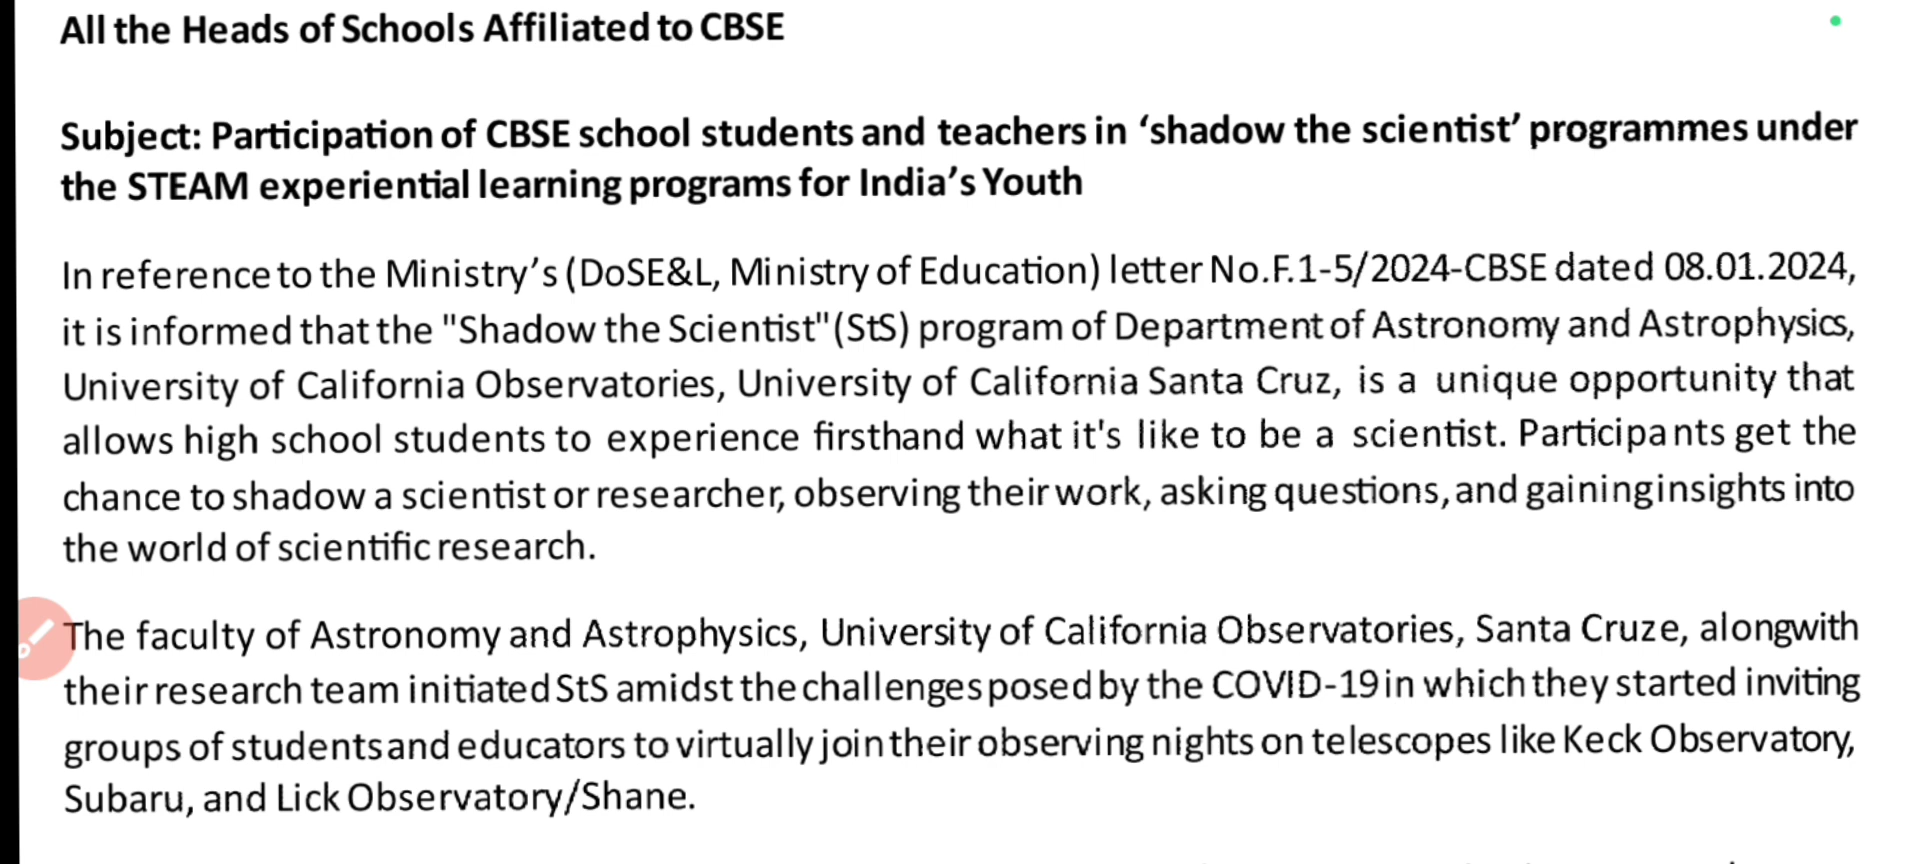 All the Heads of Schools Affiliated to CBSE
Subject: Participation of CBSE school students and teachers in ‘shadow the scientist’ programmes under
the STEAM experiential learning programs for India’s Youth
In reference to the Ministry’s (DoSE&L, Ministry of Education) letter No.F.1-5/2024-CBSE dated 08.01.2024,
it is informed that the "Shadow the Scientist"(StS) program of Department of Astronomy and Astrophysics,
University of California Observatories, University of California Santa Cruz, is a unique opportunity that
allows high school students to experience firsthand what it's like to be a scientist. Participants get the
chance to shadow a scientist or researcher, observing their work, asking questions, and gaining insights into
the world of scientific research.
The faculty of Astronomy and Astrophysics, University of California Observatories, Santa Cruze, alongwith
their research team initiated StS amidst the challenges posed by the COVID-19 in which they started inviting
groups of students and educators to virtually join their observing nights on telescopes like Keck Observatory,
Subaru, and Lick Observatory/Shane.